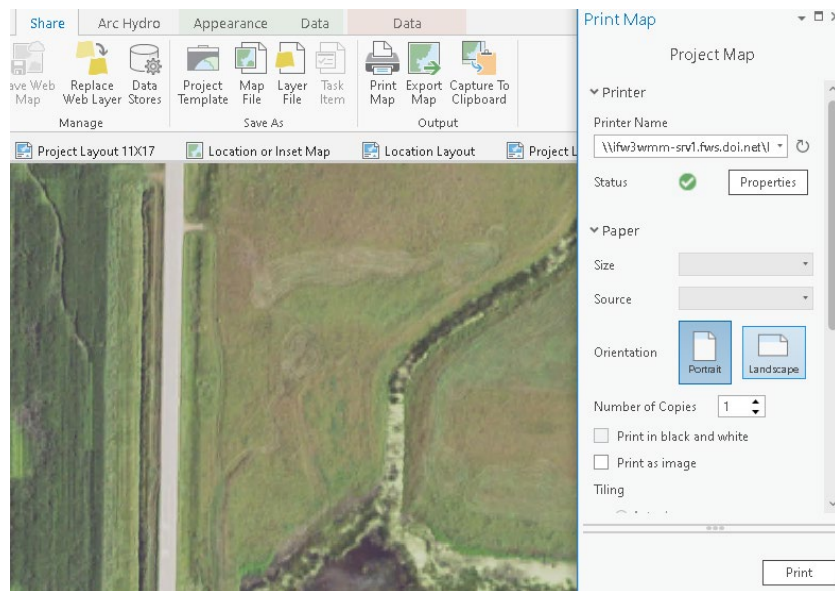 Share Arc Hydro Appearance Data Data
Save Web Map
Replace Web Layer
Data Stores
Project Template
Map File
Layer File
Task Item
Print Map
Export Map
Capture To Clipboard
Manage Save As Output
Project Layout 11X17 Location or Inset Map Location Layout Project L
Print Map
Project Map
Printer
Printer Name
\\ifw3wmm-srv1.fws.doi.net\
Status Properties
Paper
Size
Source
Orientation Portrait Landscape
Number of Copies 1
Print in black and white
Print as image
Tiling
Print